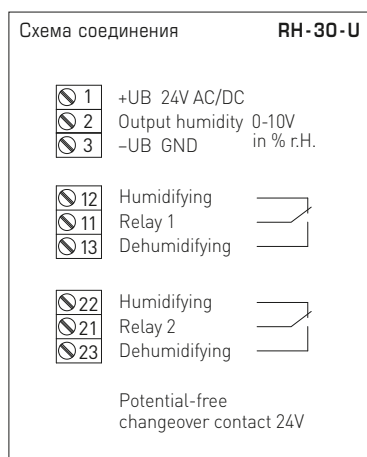 Схема соединения RH-30-U
1 +UB 24V AC/DC
2 Output humidity 0-10V
3 –UB GND in % r.H.
12 Humidifying
11 Relay 1
13 Dehumidifying
22 Humidifying
21 Relay 2
23 Dehumidifying
Potential-free
changeover contact 24V